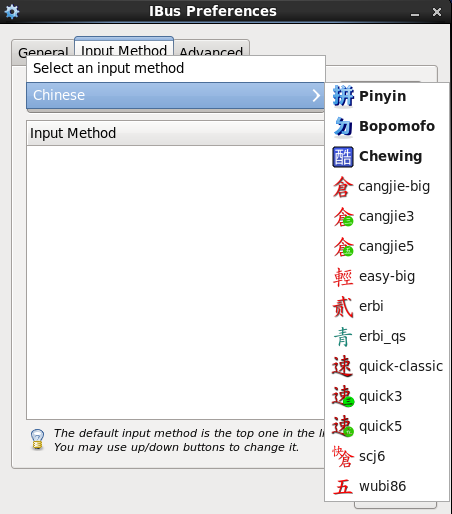 IBus Preferences
General Input Method Advanced
Select an input method
Chinese
Input Method
拼 Pinyin
ㄉ Bopomofo
酷 Chewing
倉 cangjie-big
倉 cangjie3
倉 cangjie5
輕 easy-big
貳 erbi
青 erbi_qs
速 quick-classic
速 quick3
速 quick5
快倉 scj6
五 wubi86
The default input method is the top one in the
You may use up/down buttons to change it.